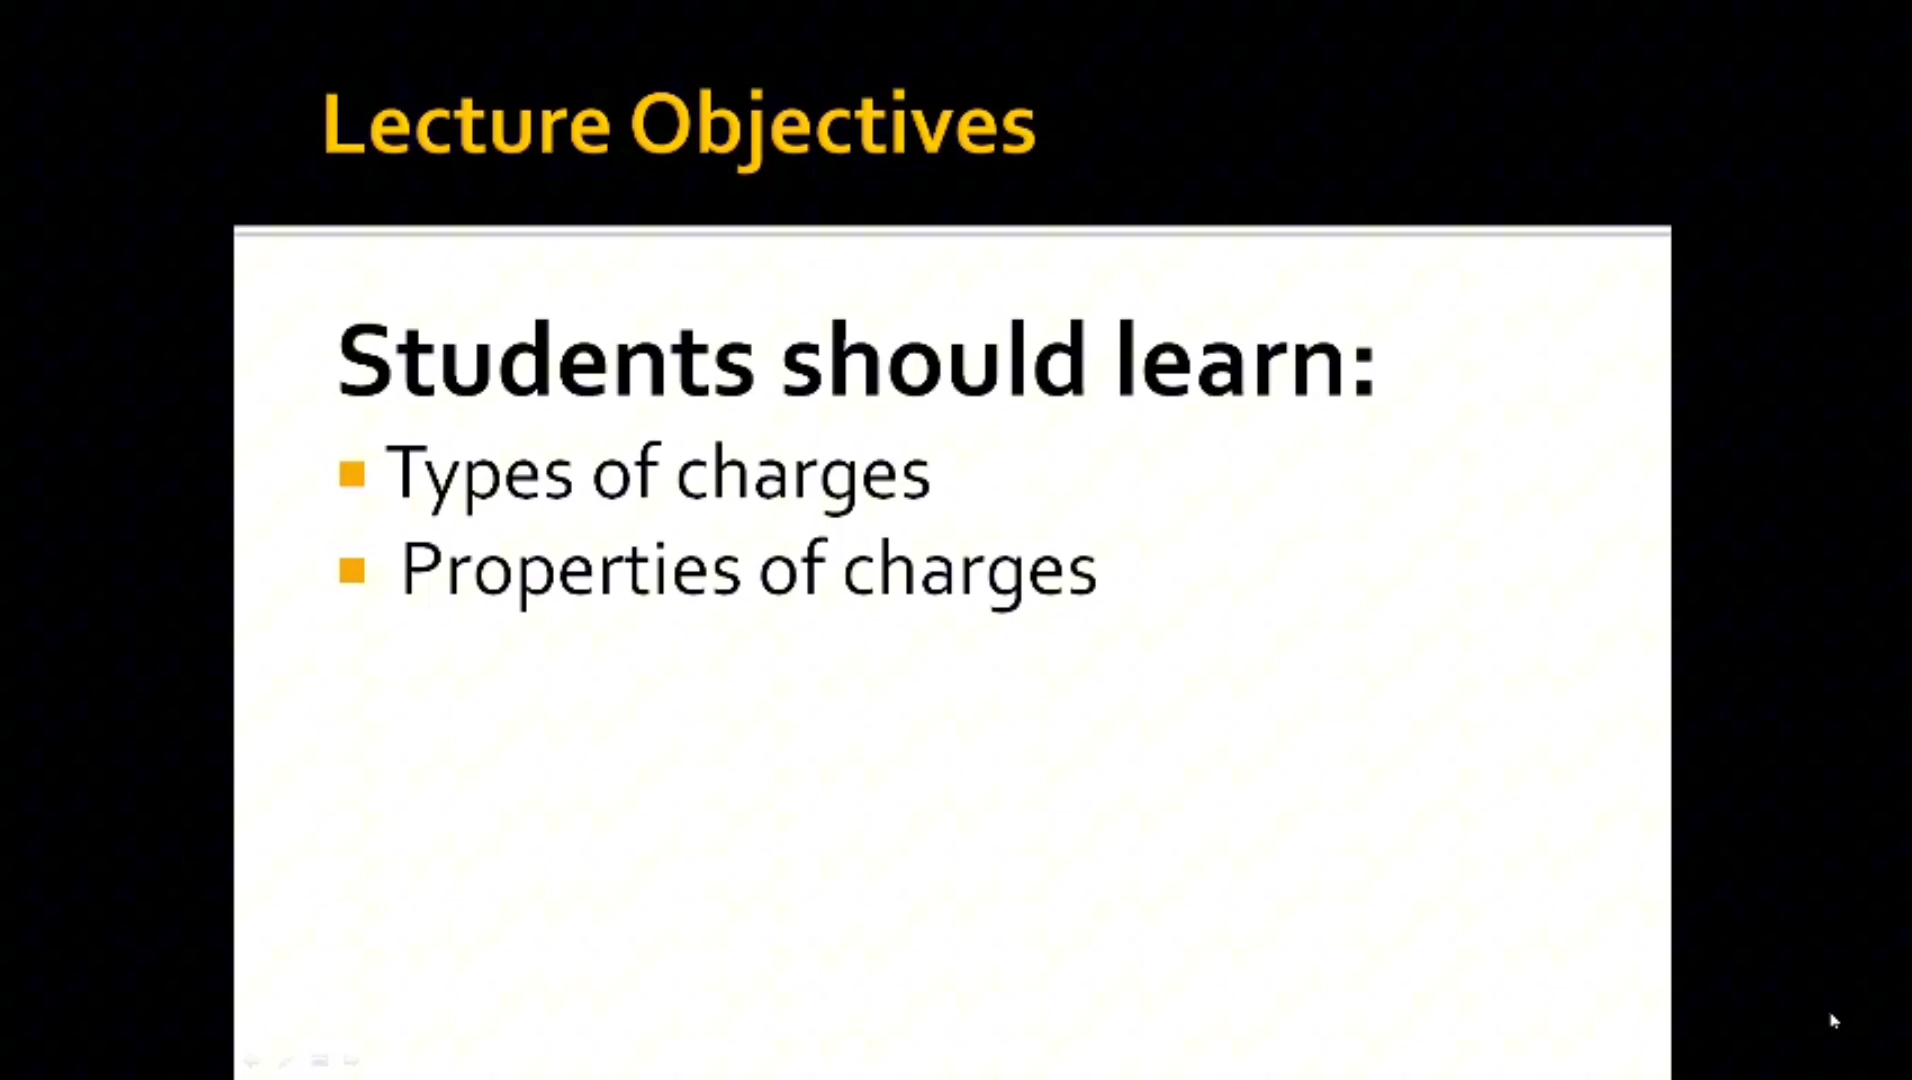 Lecture Objectives
Students should learn:
Types of charges
Properties of charges